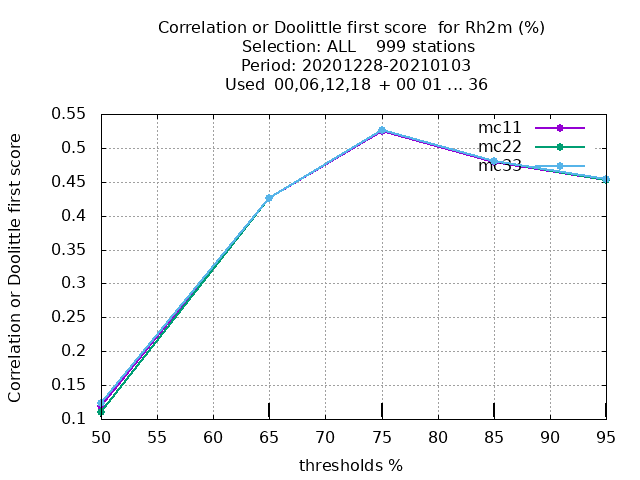 Correlation or Doolittle first score  for Rh2m (%)
Selection: ALL    999 stations
Period: 20201228-20210103
Used  00,06,12,18  + 00 01 ... 36
Correlation or Doolittle first score
0.55
0.5
0.45
0.4
0.35
0.3
0.25
0.2
0.15
0.1
mc11
mc22
mc33
50 55 60 65 70 75 80 85 90 95
thresholds %